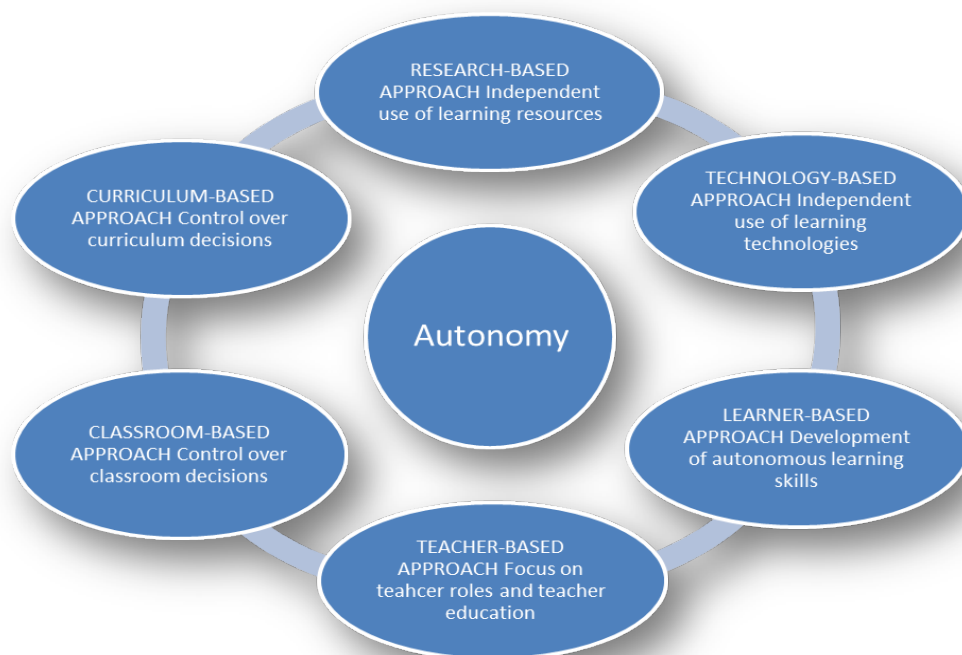 RESEARCH-BASED
APPROACH Independent
use of learning resources
TECHNOLOGY-BASED
APPROACH Independent
use of learning
technologies
LEARNER-BASED
APPROACH Development
of autonomous learning
skills
TEACHER-BASED
APPROACH Focus on
teahcer roles and teacher
education
CLASSROOM-BASED
APPROACH Control over
classroom decisions
CURRICULUM-BASED
APPROACH Control over
curriculum decisions
Autonomy